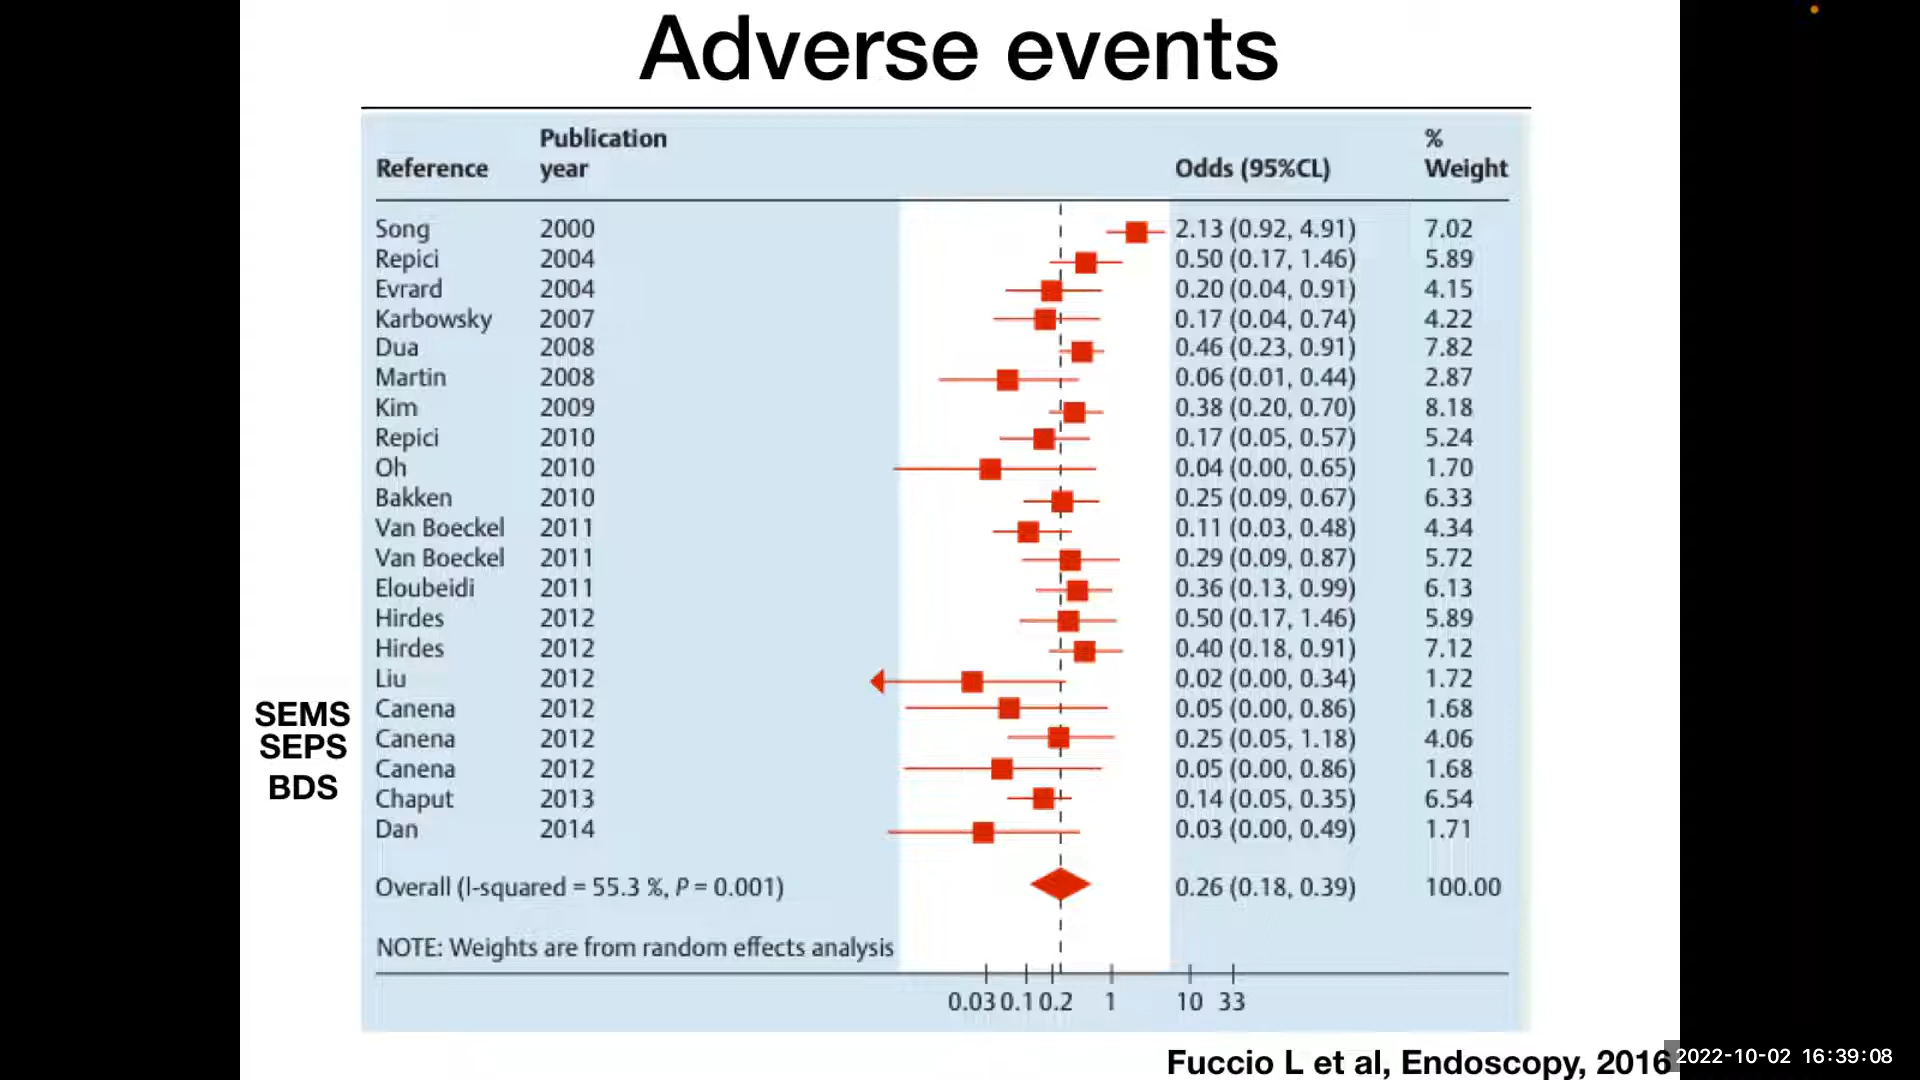 Adverse events
Publication %
Reference year Odds (95%CL) Weight
Song 2000 2.13 (0.92, 4.91) 7.02
Repici 2004 0.50 (0.17, 1.46) 5.89
Evrard 2004 0.20 (0.04, 0.91) 4.15
Karbowsky 2007 0.17 (0.04, 0.74) 4.22
Dua 2008 0.46 (0.23, 0.91) 7.82
Martin 2008 0.06 (0.01, 0.44) 2.87
Kim 2009 0.38 (0.20, 0.70) 8.18
Repici 2010 0.17 (0.05, 0.57) 5.24
Oh 2010 0.04 (0.00, 0.65) 1.70
Bakken 2010 0.25 (0.09, 0.67) 6.33
Van Boeckel 2011 0.11 (0.03, 0.48) 4.34
Van Boeckel 2011 0.29 (0.09, 0.87) 5.72
Eloubeidi 2011 0.36 (0.13, 0.99) 6.13
Hirdes 2012 0.50 (0.17, 1.46) 5.89
Hirdes 2012 0.40 (0.18, 0.91) 7.12
Liu 2012 0.02 (0.00, 0.34) 1.72
Canena 2012 0.05 (0.00, 0.86) 1.68
Canena 2012 0.25 (0.05, 1.18) 4.06
Canena 2012 0.05 (0.00, 0.86) 1.68
Chaput 2013 0.14 (0.05, 0.35) 6.54
Dan 2014 0.03 (0.00, 0.49) 1.71
SEMS
SEPS
BDS
Overall (I-squared = 55.3 %, P = 0.001) 0.26 (0.18, 0.39) 100.00
NOTE: Weights are from random effects analysis
0.03 0.1 0.2 1 10 33
Fuccio L et al, Endoscopy, 2016
2022-10-02 16:39:08